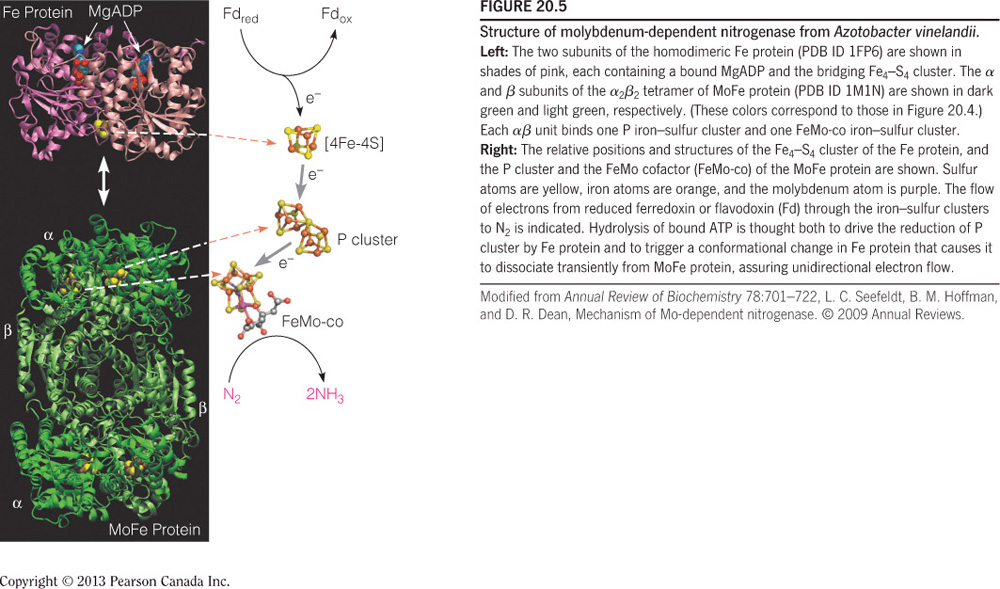 Fe Protein MgADP
Fdred Fdox
e–
[4Fe-4S]
e–
α
P cluster
e–
FeMo-co
β
N2 2NH3
β
α
MoFe Protein
FIGURE 20.5
Structure of molybdenum-dependent nitrogenase from Azotobacter vinelandii.
Left: The two subunits of the homodimeric Fe protein (PDB ID 1FP6) are shown in
shades of pink, each containing a bound MgADP and the bridging Fe4–S4 cluster. The α
and β subunits of the α2β2 tetramer of MoFe protein (PDB ID 1M1N) are shown in dark
green and light green, respectively. (These colors correspond to those in Figure 20.4.)
Each αβ unit binds one P iron–sulfur cluster and one FeMo-co iron–sulfur cluster.
Right: The relative positions and structures of the Fe4–S4 cluster of the Fe protein, and
the P cluster and the FeMo cofactor (FeMo-co) of the MoFe protein are shown. Sulfur
atoms are yellow, iron atoms are orange, and the molybdenum atom is purple. The flow
of electrons from reduced ferredoxin or flavodoxin (Fd) through the iron–sulfur clusters
to N2 is indicated. Hydrolysis of bound ATP is thought both to drive the reduction of P
cluster by Fe protein and to trigger a conformational change in Fe protein that causes it
to dissociate transiently from MoFe protein, assuring unidirectional electron flow.
Modified from Annual Review of Biochemistry 78:701–722, L. C. Seefeldt, B. M. Hoffman,
and D. R. Dean, Mechanism of Mo-dependent nitrogenase. © 2009 Annual Reviews.
Copyright © 2013 Pearson Canada Inc.